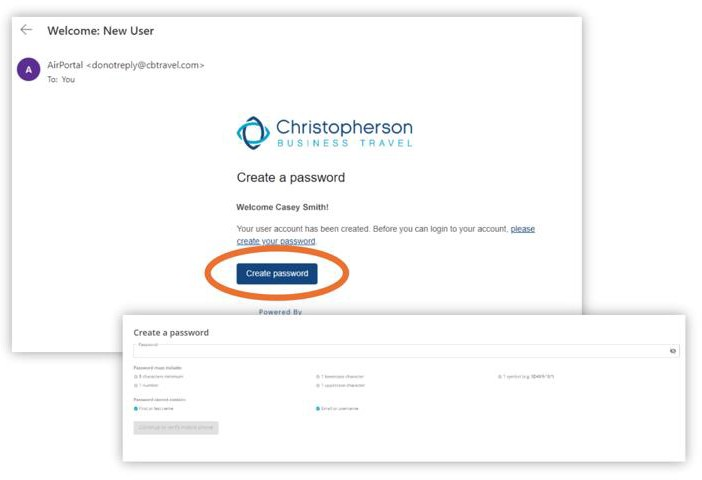 Welcome: New User
A
AirPortal <donotreply@cbtravel.com>
To: You
Christopherson
BUSINESS TRAVEL
Create a password
Welcome Casey Smith!
Your user account has been created. Before you can login to your account, please
create your password.
Create password
Powered By
Create a password
Password
Password must include:
8 characters minimum
1 lowercase character
1 symbol (e.g.
1 number
1 uppercase character
Password cannot contain:
First or last name
Email or username
Continue to verify mobile phone